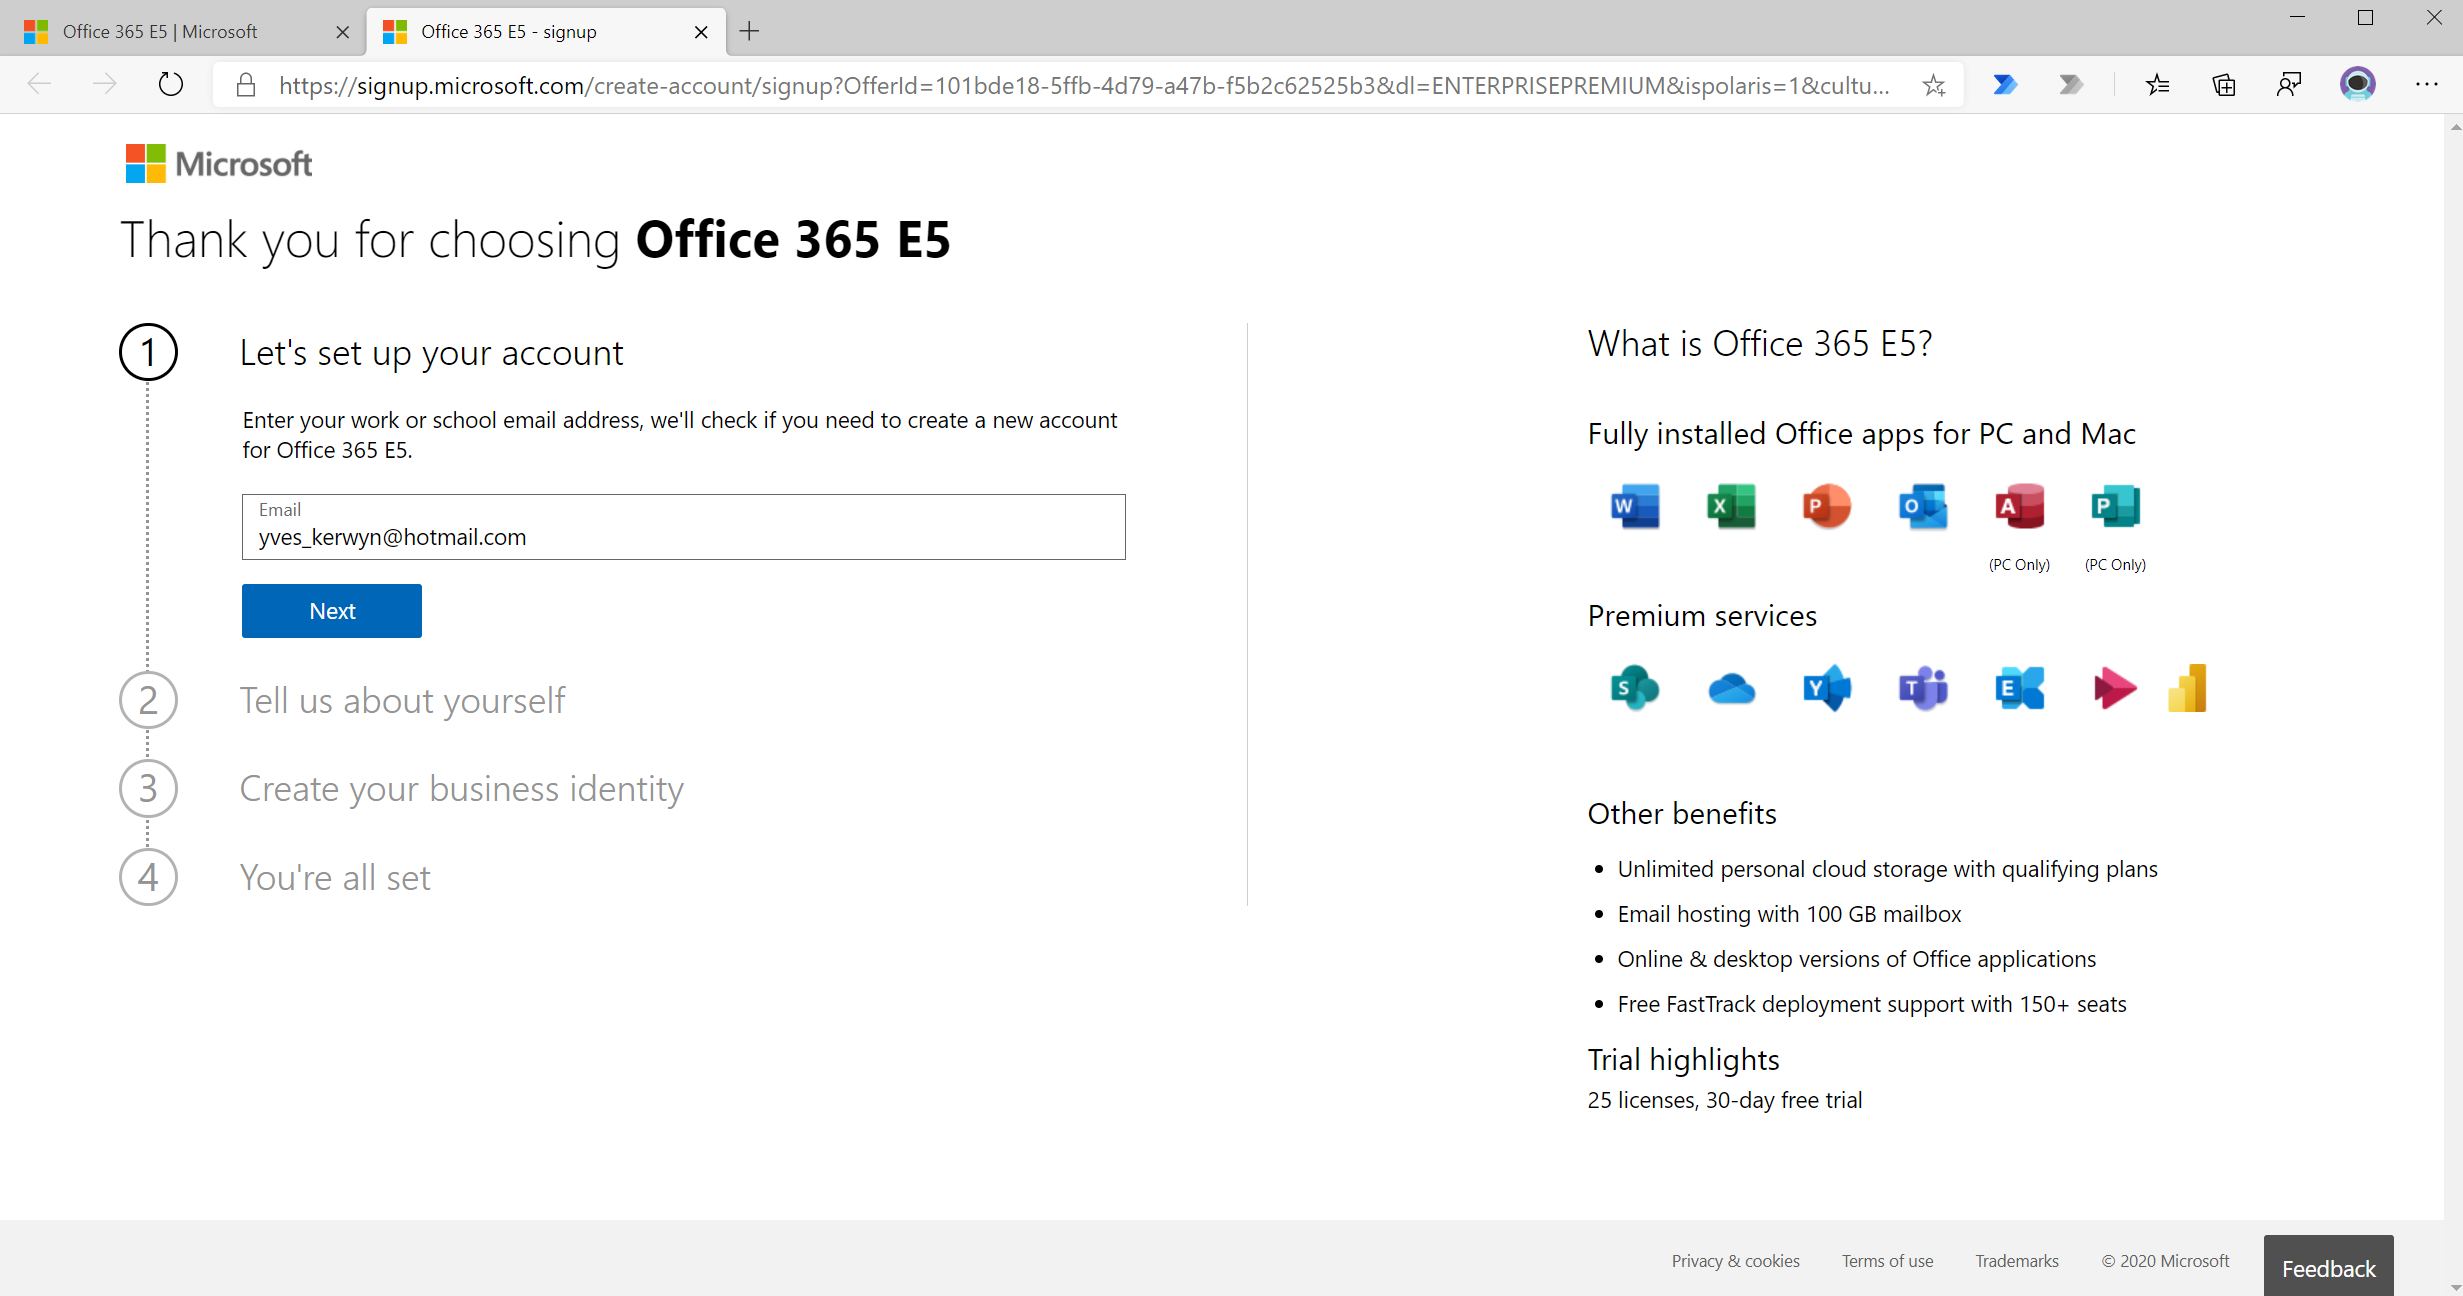 Office 365 E5 | Microsoft
Office 365 E5 - signup
https://signup.microsoft.com/create-account/signup?OfferId=101bde18-5ffb-4d79-a47b-f5b2c62525b3&dl=ENTERPRISEPREMIUM&ispolaris=1&cultu...
Microsoft
Thank you for choosing Office 365 E5
1
Let's set up your account
Enter your work or school email address, we'll check if you need to create a new account
for Office 365 E5.
Email
yves_kerwyn@hotmail.com
Next
2
Tell us about yourself
3
Create your business identity
4
You're all set
What is Office 365 E5?
Fully installed Office apps for PC and Mac
W X P O A P
(PC Only) (PC Only)
Premium services
S Y T E
Other benefits
• Unlimited personal cloud storage with qualifying plans
• Email hosting with 100 GB mailbox
• Online & desktop versions of Office applications
• Free FastTrack deployment support with 150+ seats
Trial highlights
25 licenses, 30-day free trial
Privacy & cookies Terms of use Trademarks © 2020 Microsoft Feedback